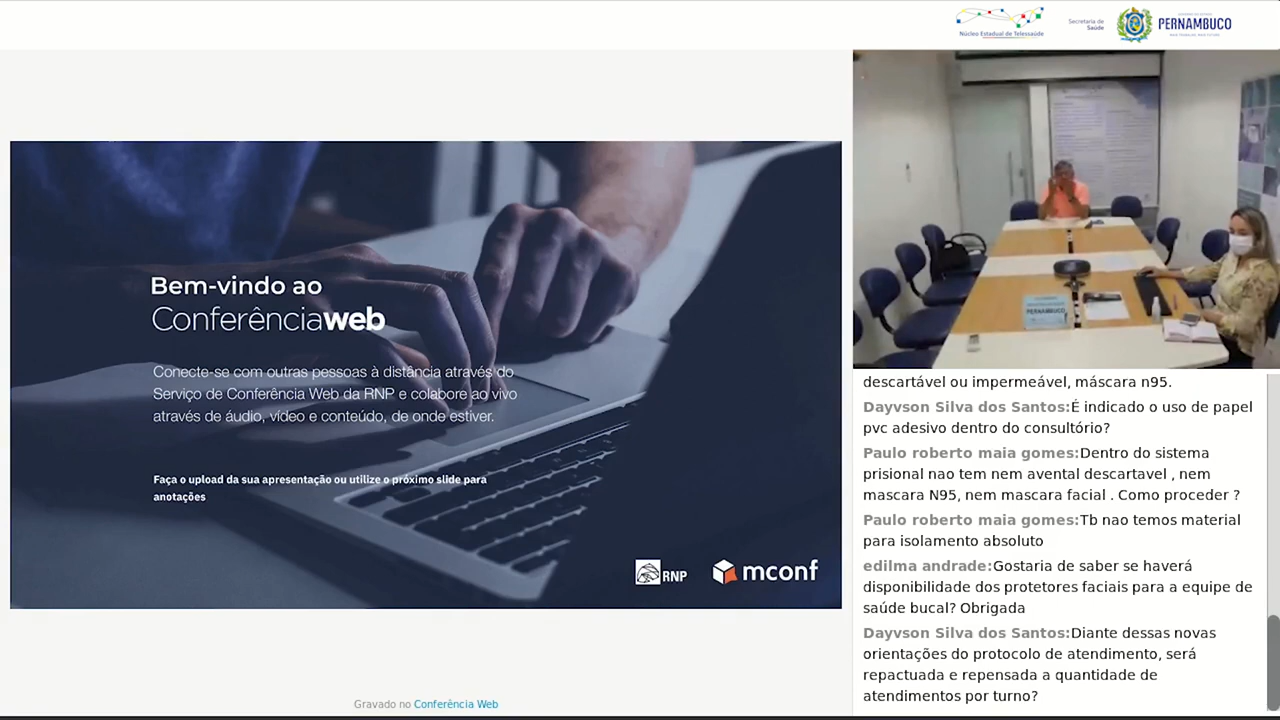 Núcleo Estadual de Telessaúde
Secretaria de
Saúde
PERNAMBUCO
Bem-vindo ao
Conferênciaweb
Conecte-se com outras pessoas à distância através do
Serviço de Conferência Web da RNP e colabore ao vivo
através de áudio, vídeo e conteúdo, de onde estiver.
Faça o upload da sua apresentação ou utilize o próximo slide para
anotações
RNP
mconf
Gravado no Conferência Web
PERNAMBUCO
descartável ou impermeável, máscara n95.
Dayvson Silva dos Santos:É indicado o uso de papel
pvc adesivo dentro do consultório?
Paulo roberto maia gomes:Dentro do sistema
prisional nao tem nem avental descartavel , nem
mascara N95, nem mascara facial . Como proceder ?
Paulo roberto maia gomes:Tb nao temos material
para isolamento absoluto
edilma andrade:Gostaria de saber se haverá
disponibilidade dos protetores faciais para a equipe de
saúde bucal? Obrigada
Dayvson Silva dos Santos:Diante dessas novas
orientações do protocolo de atendimento, será
repactuada e repensada a quantidade de
atendimentos por turno?